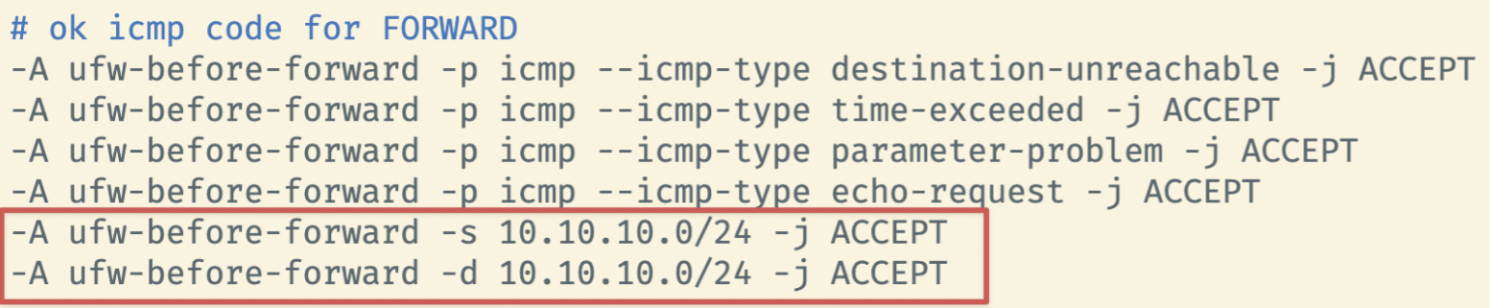 # ok icmp code for FORWARD
-A ufw-before-forward -p icmp --icmp-type destination-unreachable -j ACCEPT
-A ufw-before-forward -p icmp --icmp-type time-exceeded -j ACCEPT
-A ufw-before-forward -p icmp --icmp-type parameter-problem -j ACCEPT
-A ufw-before-forward -p icmp --icmp-type echo-request -j ACCEPT
-A ufw-before-forward -s 10.10.10.0/24 -j ACCEPT
-A ufw-before-forward -d 10.10.10.0/24 -j ACCEPT